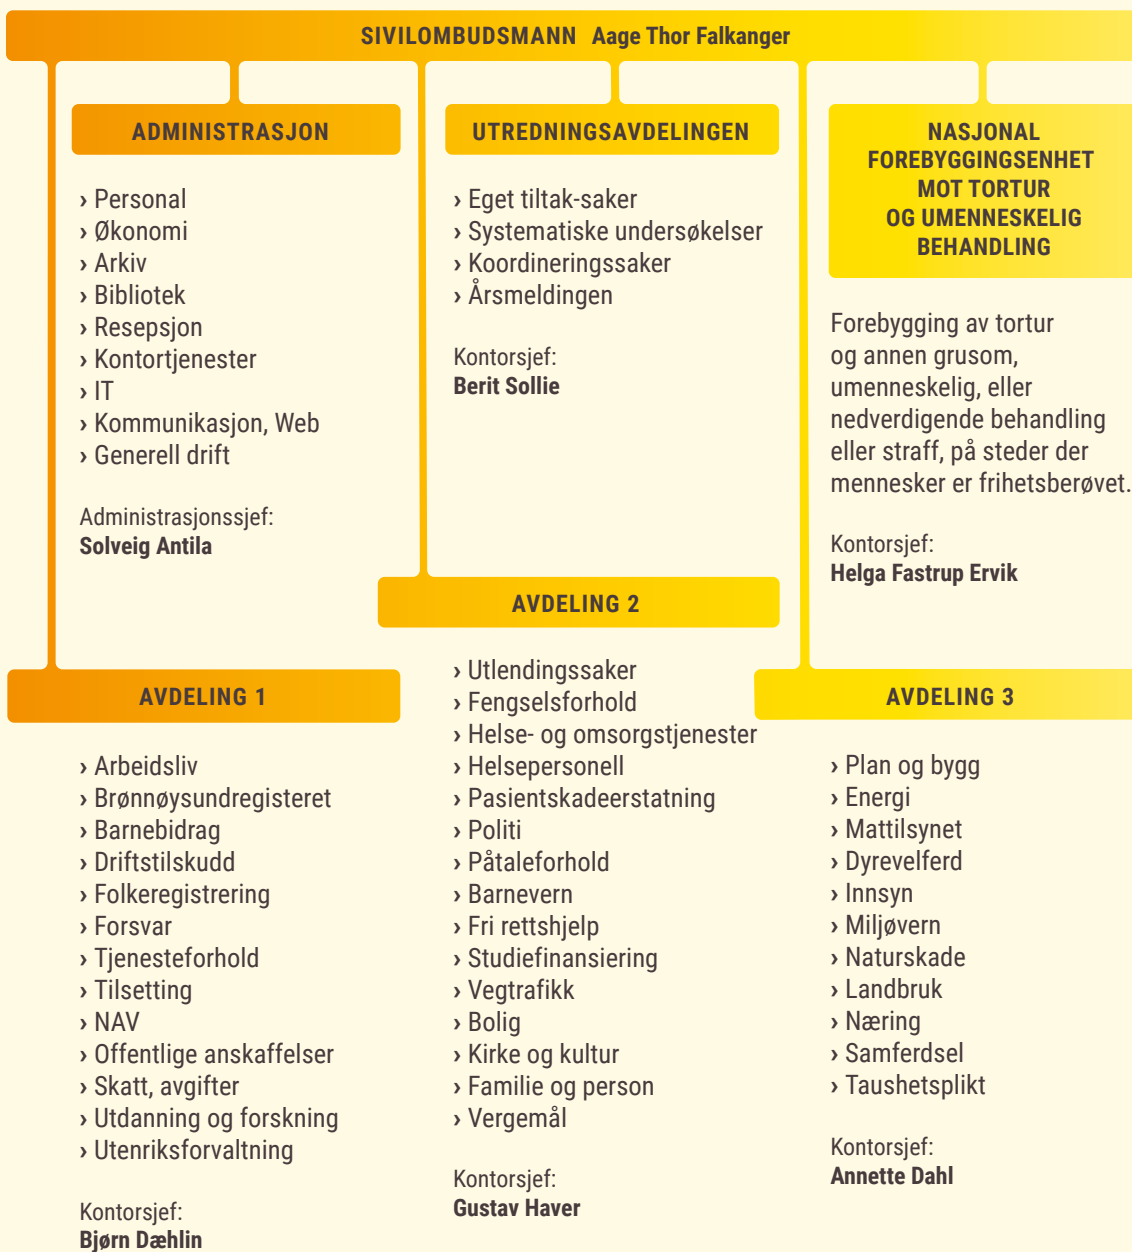 SIVILOMBUDSMANN Aage Thor Falkanger
ADMINISTRASJON
› Personal
› Økonomi
› Arkiv
› Bibliotek
› Resepsjon
› Kontortjenester
› IT
› Kommunikasjon, Web
› Generell drift
Administrasjonssjef:
Solveig Antila
UTREDNINGSAVDELINGEN
› Eget tiltak-saker
› Systematiske undersøkelser
› Koordineringssaker
› Årsmeldingen
Kontorsjef:
Berit Sollie
NASJONAL
FOREBYGGINGSENHET
MOT TORTUR
OG UMENNESKELIG
BEHANDLING
Forebygging av tortur
og annen grusom,
umenneskelig, eller
nedverdigende behandling
eller straff, på steder der
mennesker er frihetsberøvet.
Kontorsjef:
Helga Fastrup Ervik
AVDELING 1
› Arbeidsliv
› Brønnøysundregisteret
› Barnebidrag
› Driftstilskudd
› Folkeregistrering
› Forsvar
› Tjenesteforhold
› Tilsetting
› NAV
› Offentlige anskaffelser
› Skatt, avgifter
› Utdanning og forskning
› Utenriksforvaltning
Kontorsjef:
Bjørn Dæhlin
AVDELING 2
› Utlendingssaker
› Fengselsforhold
› Helse- og omsorgstjenester
› Helsepersonell
› Pasientskadeerstatning
› Politi
› Påtaleforhold
› Barnevern
› Fri rettshjelp
› Studiefinansiering
› Vegtrafikk
› Bolig
› Kirke og kultur
› Familie og person
› Vergemål
Kontorsjef:
Gustav Haver
AVDELING 3
› Plan og bygg
› Energi
› Mattilsynet
› Dyrevelferd
› Innsyn
› Miljøvern
› Naturskade
› Landbruk
› Næring
› Samferdsel
› Taushetsplikt
Kontorsjef:
Annette Dahl